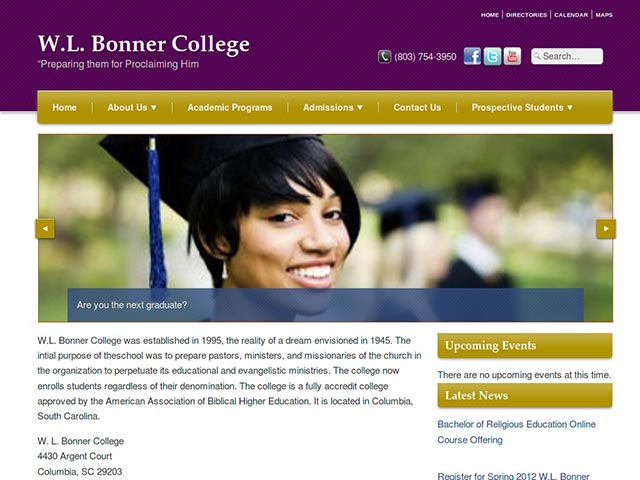 HOME | DIRECTORIES | CALENDAR | MAPS
W.L. Bonner College
"Preparing them for Proclaiming Him
(803) 754-3950
Search...
Home
About Us ▼
Academic Programs
Admissions ▼
Contact Us
Prospective Students ▼
Are you the next graduate?
W.L. Bonner College was established in 1995, the reality of a dream envisioned in 1945. The
intial purpose of theschool was to prepare pastors, ministers, and missionaries of the church in
the organization to perpetuate its educational and evangelistic ministries. The college now
enrolls students regardless of their denomination. The college is a fully accredit college
approved by the American Association of Biblical Higher Education. It is located in Columbia,
South Carolina.
W. L. Bonner College
4430 Argent Court
Columbia, SC 29203
Upcoming Events
There are no upcoming events at this time.
Latest News
Bachelor of Religious Education Online
Course Offering
Register for Spring 2012 W.L. Bonner